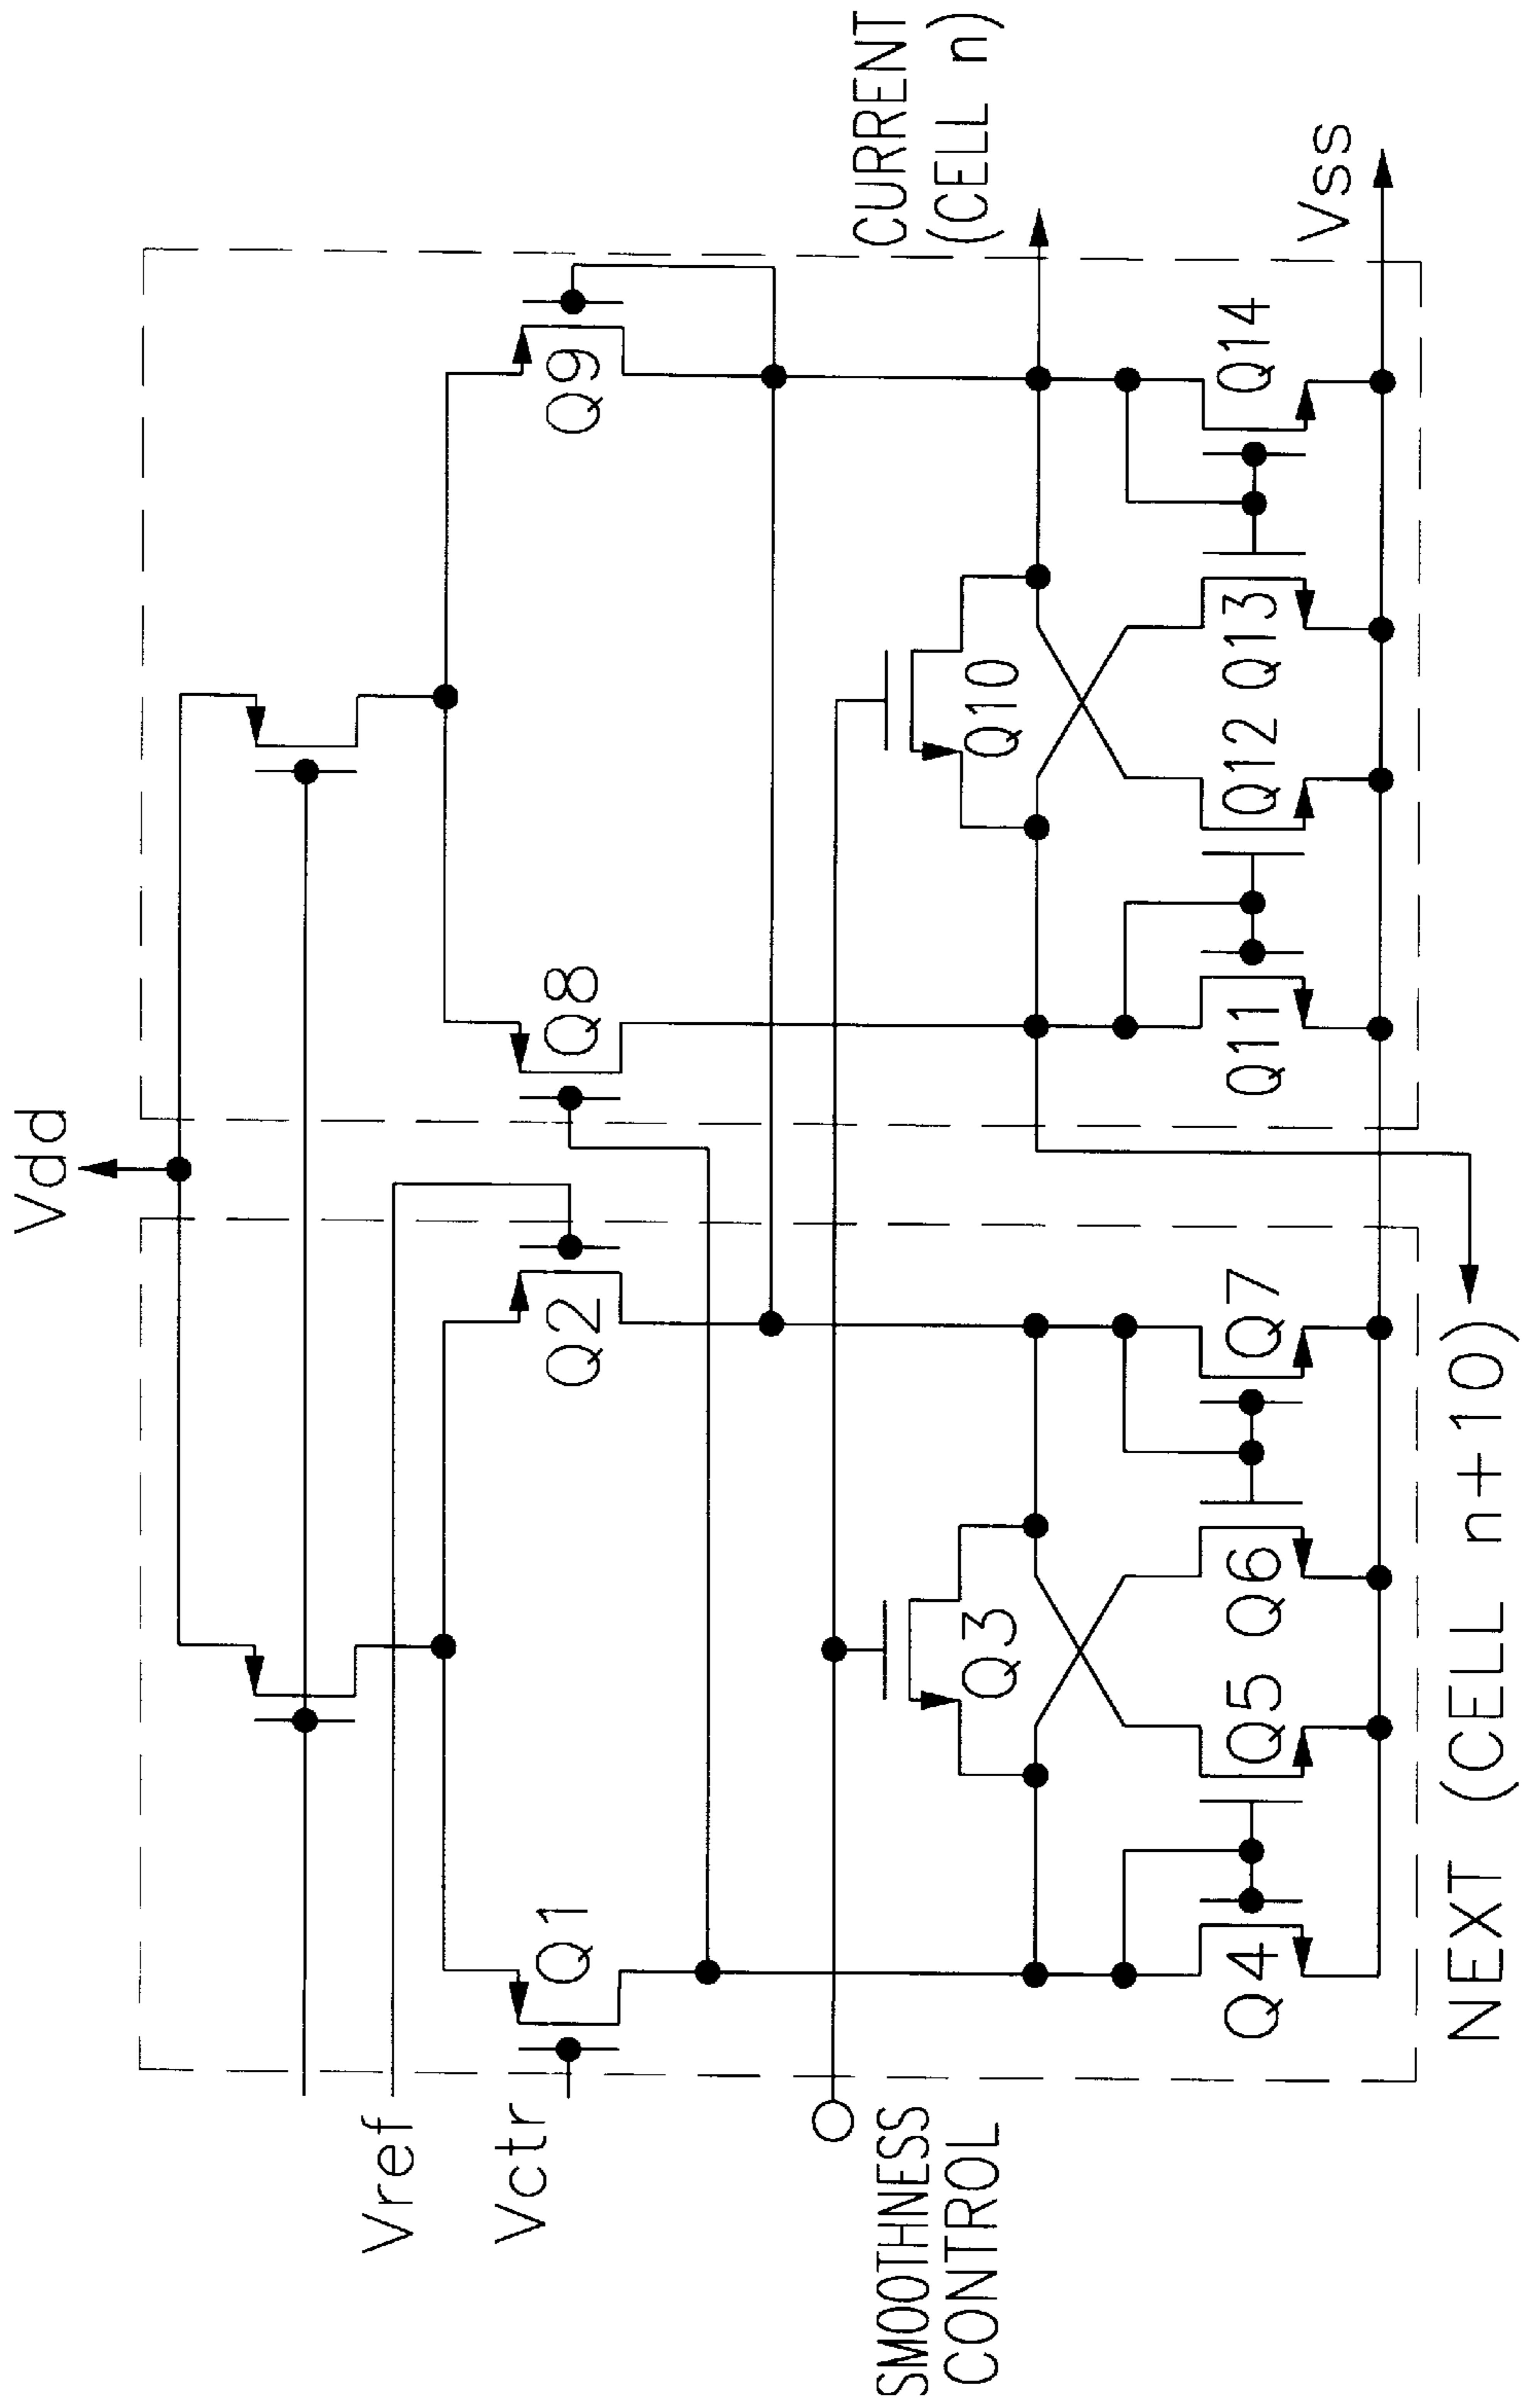 Vdd
Vref
Vctr
SMOOTHNESS
CONTROL
Q1
Q2
Q8
Q9
Q3
Q10
CURRENT
(CELL n)
Q4
Q5
Q6
Q7
Q11
Q12
Q13
Q14
Vss
NEXT (CELL n+10)